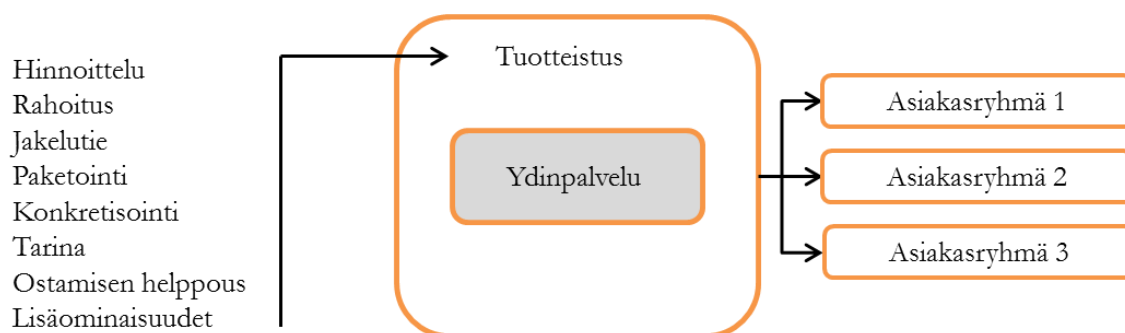 Hinnoittelu
Rahoitus
Jakelutie
Paketointi
Konkretisointi
Tarina
Ostamisen helppous
Lisäominaisuudet
Tuotteistus
Ydinpalvelu
Asiakasryhmä 1
Asiakasryhmä 2
Asiakasryhmä 3